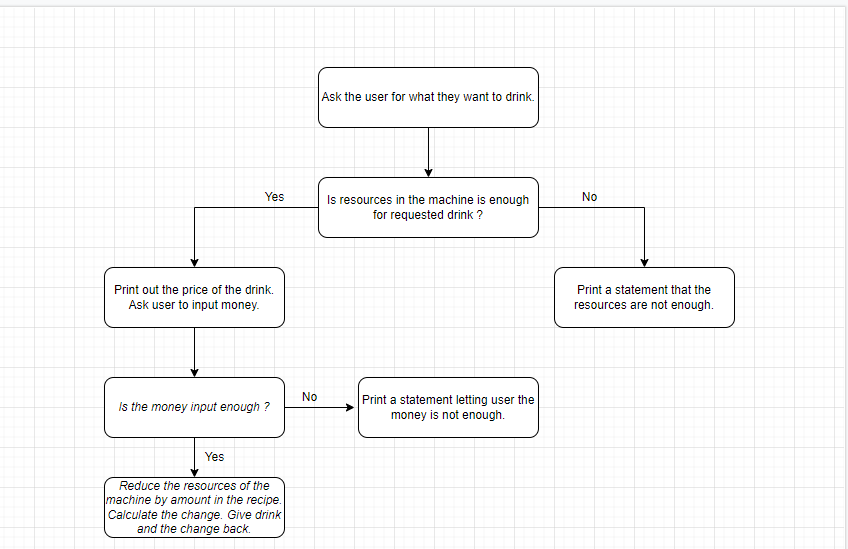 Ask the user for what they want to drink.
Yes
Is resources in the machine is enough
for requested drink ?
No
Print out the price of the drink.
Ask user to input money.
Print a statement that the
resources are not enough.
Is the money input enough ?
No
Print a statement letting user the
money is not enough.
Yes
Reduce the resources of the
machine by amount in the recipe.
Calculate the change. Give drink
and the change back.